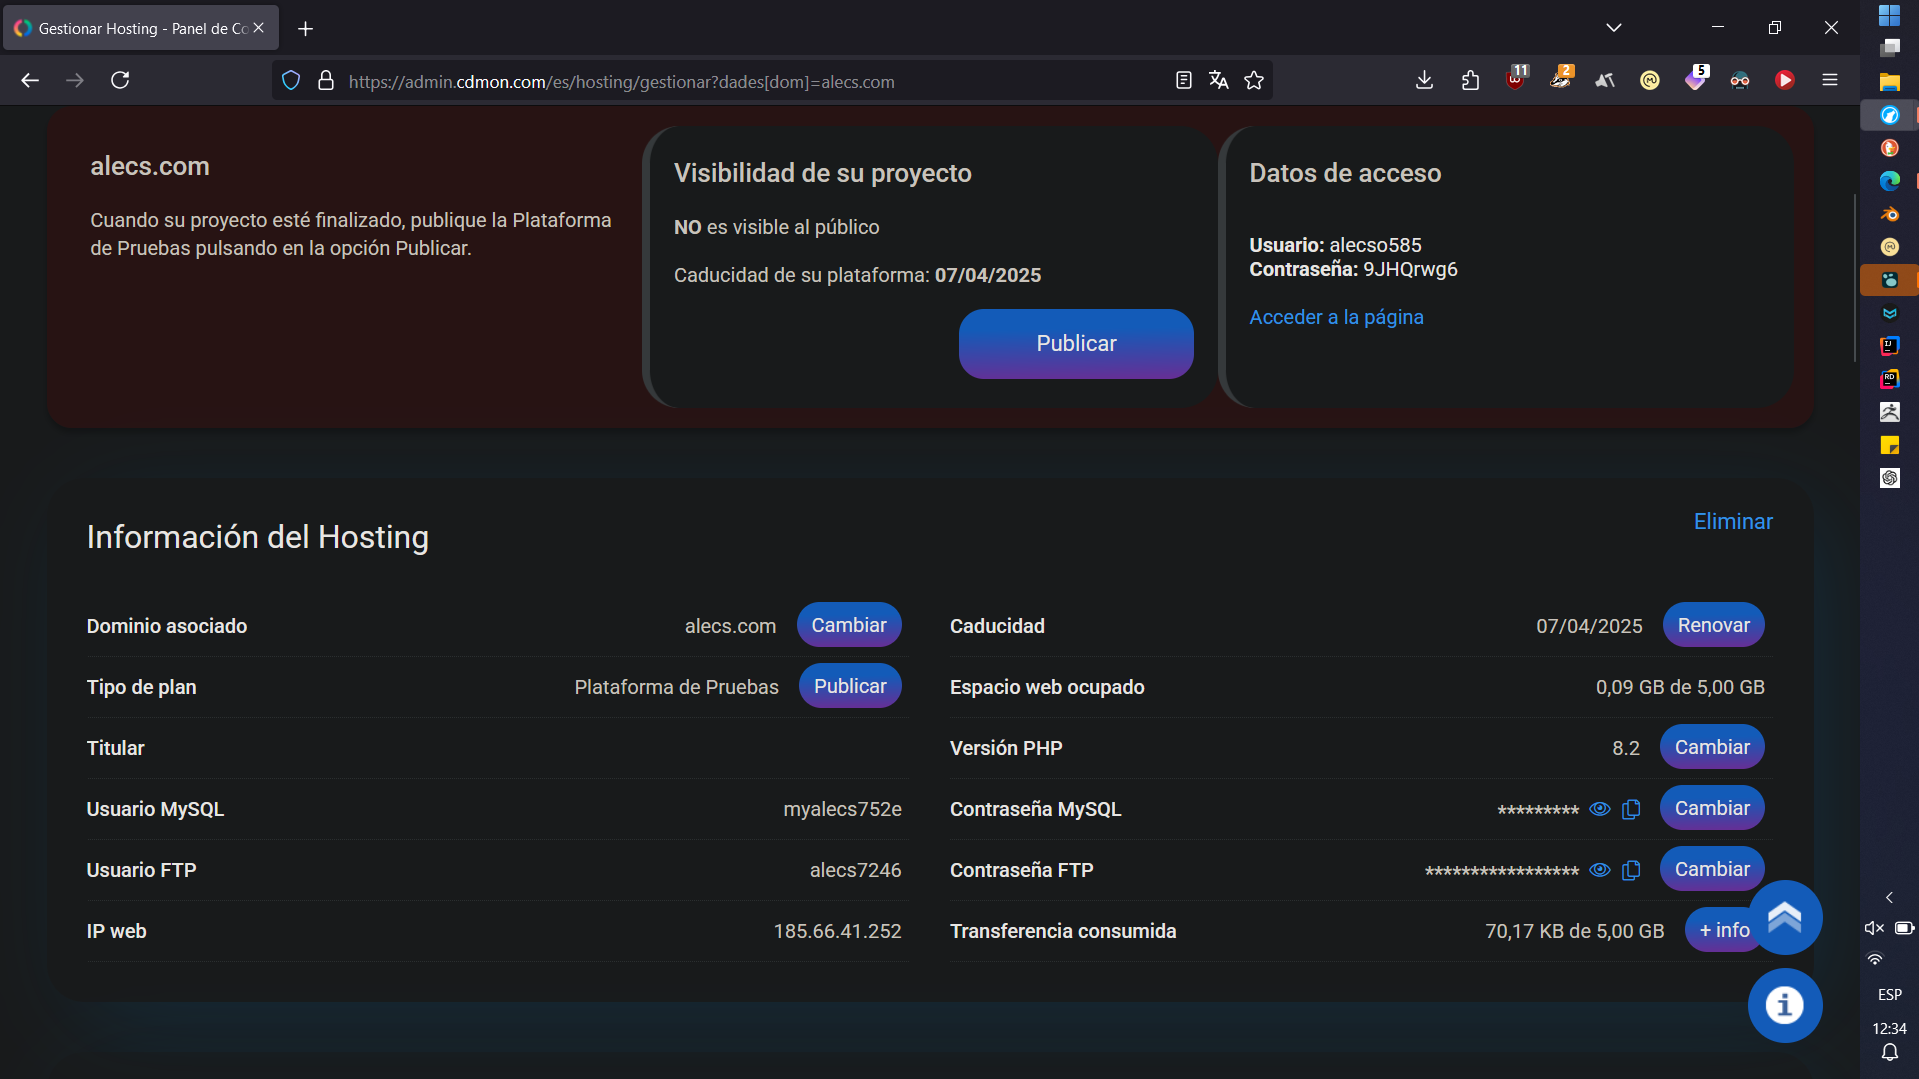 Gestionar Hosting - Panel de Co
https://admin.cdmon.com/es/hosting/gestionar?dades[dom]=alecs.com
11
2
5
alecs.com
Cuando su proyecto esté finalizado, publique la Plataforma
de Pruebas pulsando en la opción Publicar.
Visibilidad de su proyecto
NO es visible al público
Caducidad de su plataforma: 07/04/2025
Publicar
Datos de acceso
Usuario: alecso585
Contraseña: 9JHQrwg6
Acceder a la página
Información del Hosting
Eliminar
Dominio asociado alecs.com Cambiar
Caducidad 07/04/2025 Renovar
Tipo de plan Plataforma de Pruebas Publicar
Espacio web ocupado 0,09 GB de 5,00 GB
Titular
Versión PHP 8.2 Cambiar
Usuario MySQL myalecs752e
Contraseña MySQL ********* Cambiar
Usuario FTP alecs7246
Contraseña FTP ***************** Cambiar
IP web 185.66.41.252
Transferencia consumida 70,17 KB de 5,00 GB + info
ESP
12:34